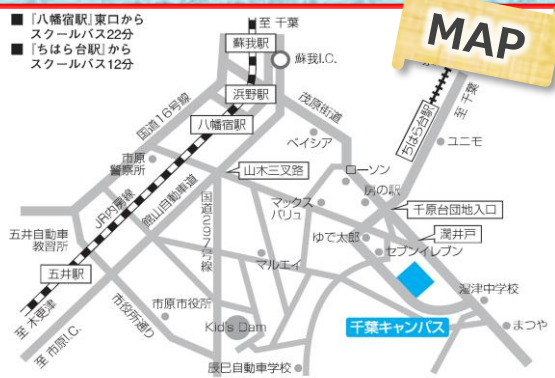 ■ 『八幡宿駅』東口から
スクールバス22分
■ 『ちはら台駅』から
スクールバス12分
MAP
至 千葉
蘇我駅
蘇我I.C.
浜野駅
八幡宿駅
国道16号線
茂原街道
ちはら台駅
至 千葉
ユニモ
ベイシア
市原
警察所
山木三叉路
ローソン
房の駅
JR内房線
館山自動車道
国道297号線
マックス
バリュ
千原台団地入口
潤井戸
ゆで太郎
セブンイレブン
五井自動車
教習所
五井駅
マルエイ
市役所通り
市原市役所
Kid's Dam
千葉キャンパス
湿津中学校
まつや
至 木更津
至 市原I.C.
辰巳自動車学校